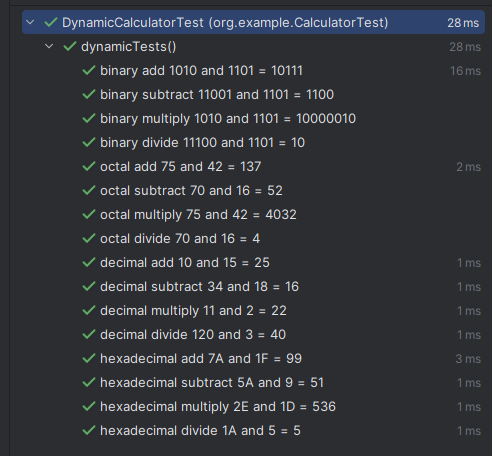 DynamicCalculatorTest (org.example.CalculatorTest) 28 ms
dynamicTests() 28 ms
binary add 1010 and 1101 = 10111 16 ms
binary subtract 11001 and 1101 = 1100
binary multiply 1010 and 1101 = 10000010
binary divide 11100 and 1101 = 10
octal add 75 and 42 = 137 2 ms
octal subtract 70 and 16 = 52
octal multiply 75 and 42 = 4032
octal divide 70 and 16 = 4
decimal add 10 and 15 = 25 1 ms
decimal subtract 34 and 18 = 16 1 ms
decimal multiply 11 and 2 = 22 1 ms
decimal divide 120 and 3 = 40 1 ms
hexadecimal add 7A and 1F = 99 3 ms
hexadecimal subtract 5A and 9 = 51 1 ms
hexadecimal multiply 2E and 1D = 536 1 ms
hexadecimal divide 1A and 5 = 5 1 ms